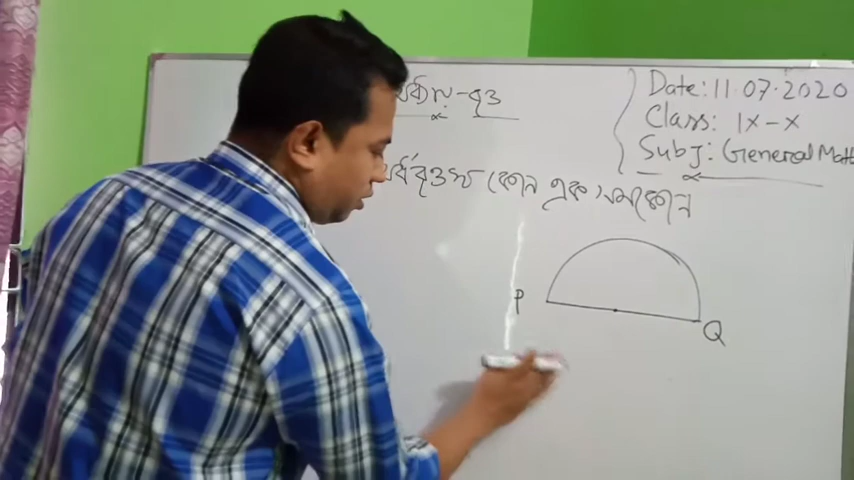 বৃত্ত
Date: 11.07.2020
Class: IX-X
Subj: General Math
অর্ধবৃত্তস্থ কোণ এক সমকোণ
P
Q